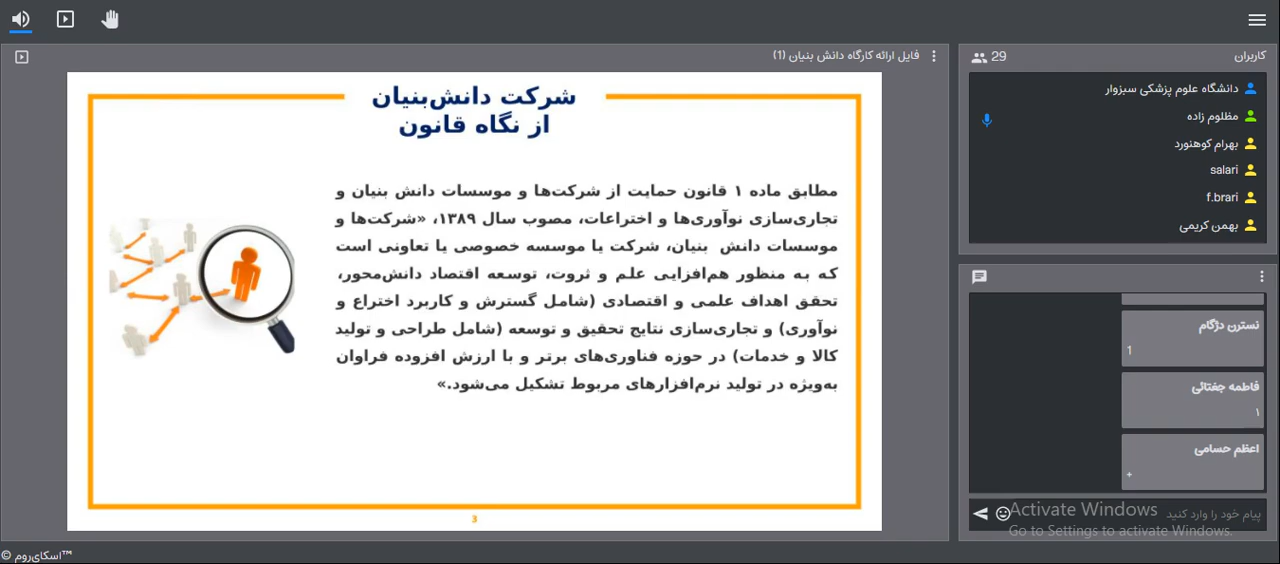 فایل ارائه کارگاه دانش بنیان (1)
شرکت دانش‌بنیان
از نگاه قانون
مطابق ماده ۱ قانون حمایت از شرکت‌ها و موسسات دانش بنیان و
تجاری‌سازی نوآوری‌ها و اختراعات، مصوب سال ۱۳۸۹، «شرکت‌ها و
موسسات دانش بنیان، شرکت یا موسسه خصوصی یا تعاونی است
که به منظور هم‌افزایی علم و ثروت، توسعه اقتصاد دانش‌محور،
تحقق اهداف علمی و اقتصادی (شامل گسترش و کاربرد اختراع و
نوآوری) و تجاری‌سازی نتایج تحقیق و توسعه (شامل طراحی و تولید
کالا و خدمات) در حوزه فناوری‌های برتر و با ارزش افزوده فراوان
به‌ویژه در تولید نرم‌افزارهای مربوط تشکیل می‌شود.»
3
کاربران
29
دانشگاه علوم پزشکی سبزوار
مظلوم زاده
بهرام کوهنورد
salari
f.brari
بهمن کریمی
نسترن دژگام
1
فاطمه جغتائی
۱
اعظم حسامی
+
پیام خود را وارد کنید
Activate Windows
Go to Settings to activate Windows.
© اسکای‌روم™